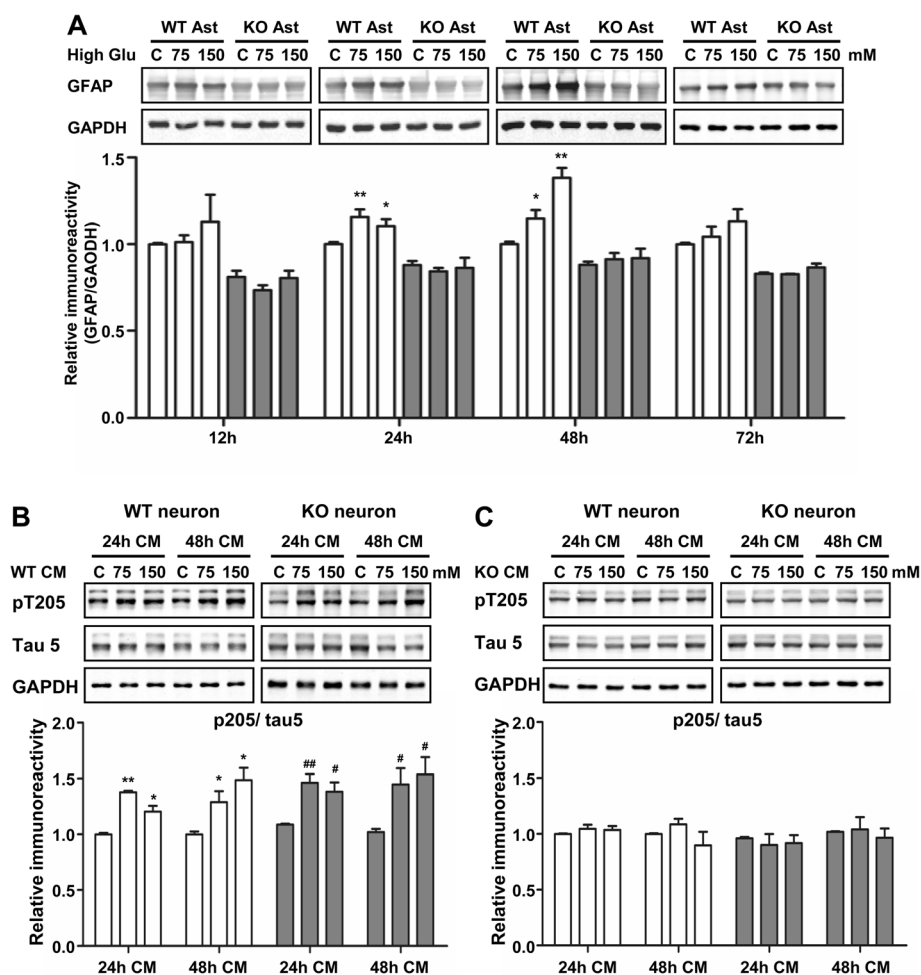 A
WT Ast KO Ast WT Ast KO Ast WT Ast KO Ast WT Ast KO Ast
High Glu C 75 150 C 75 150 C 75 150 C 75 150 C 75 150 C 75 150 C 75 150 C 75 150 mM
GFAP
GAPDH
Relative immunoreactivity
(GFAP/GAODH)
1.5
1.0
0.5
0.0
** * * **
12h 24h 48h 72h
B
WT neuron KO neuron
24h CM 48h CM 24h CM 48h CM
WT CM C 75 150 C 75 150 C 75 150 C 75 150 mM
pT205
Tau 5
GAPDH
p205/ tau5
Relative immunoreactivity
2.0
1.5
1.0
0.5
0.0
** * * * ## # # #
24h CM 48h CM 24h CM 48h CM
C
WT neuron KO neuron
24h CM 48h CM 24h CM 48h CM
KO CM C 75 150 C 75 150 C 75 150 C 75 150 mM
pT205
Tau 5
GAPDH
p205/ tau5
Relative immunoreactivity
2.0
1.5
1.0
0.5
0.0
24h CM 48h CM 24h CM 48h CM